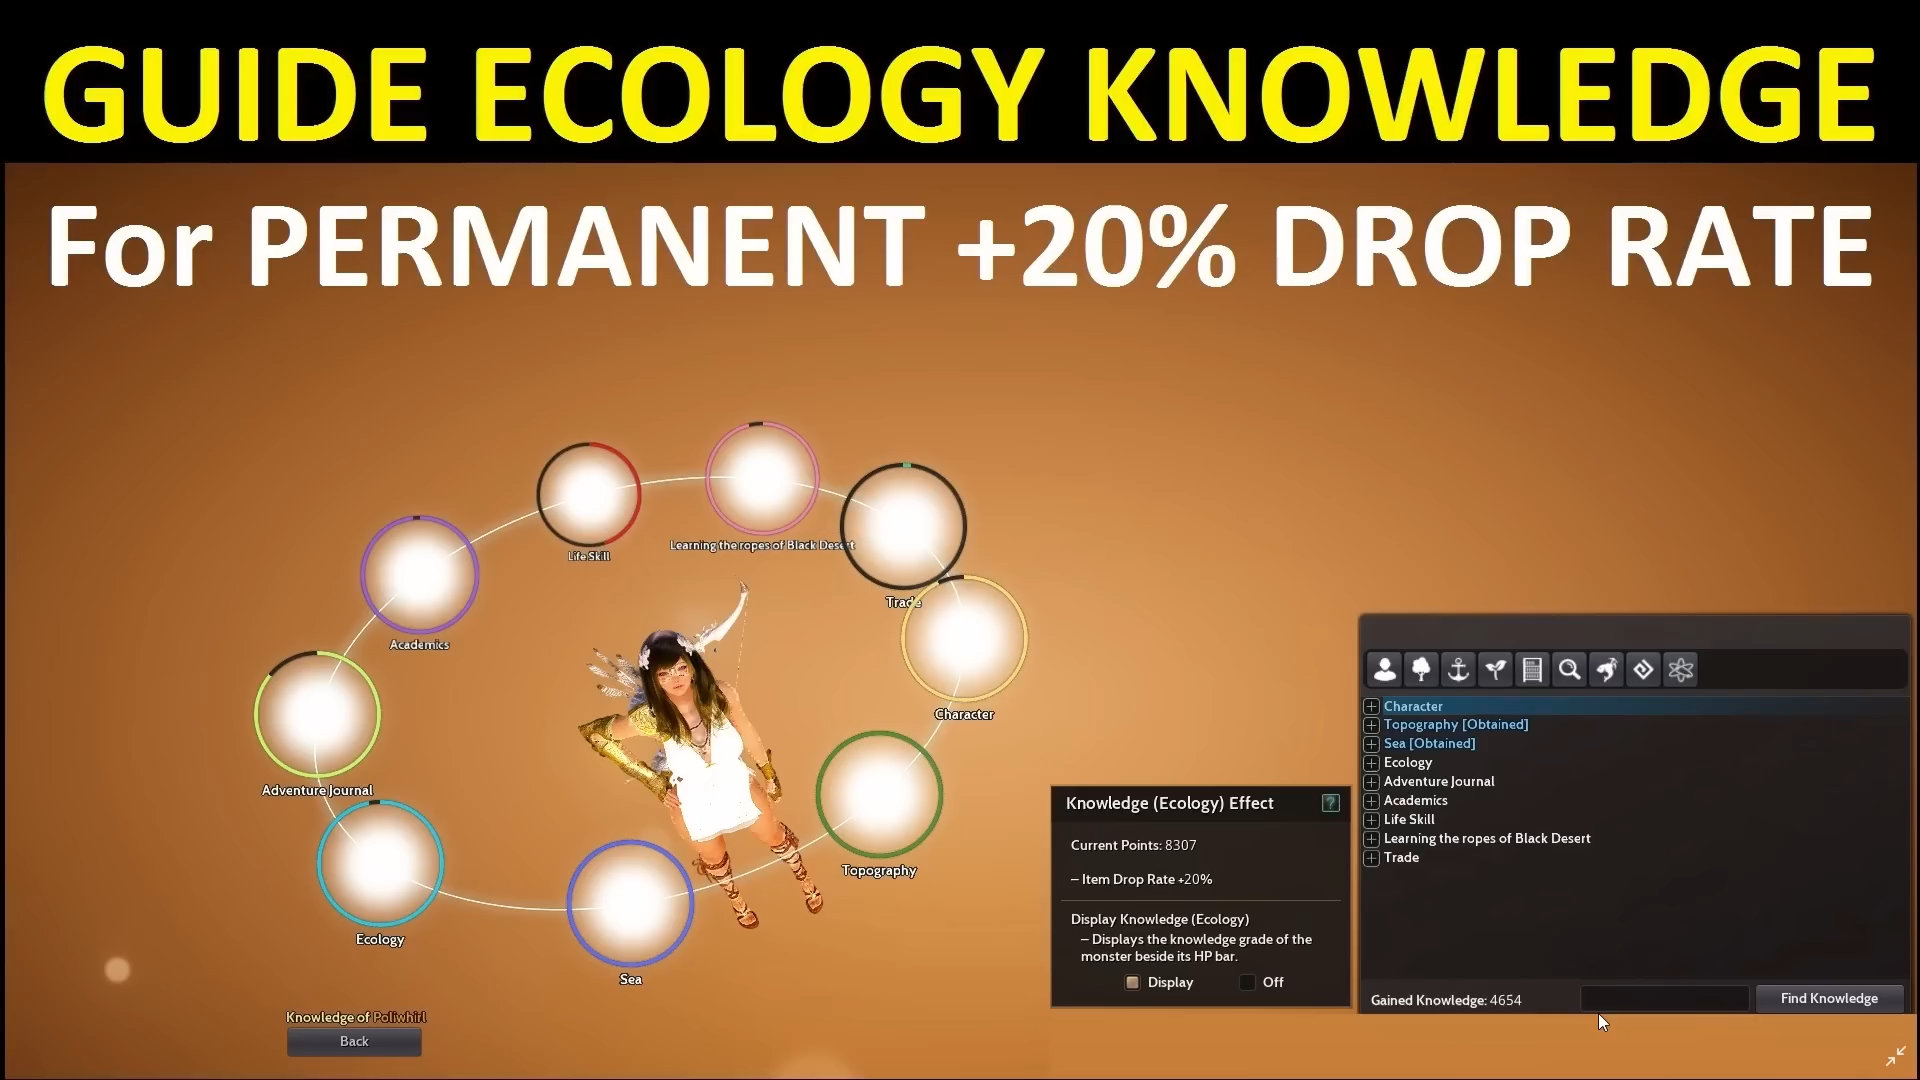 GUIDE ECOLOGY KNOWLEDGE
For PERMANENT +20% DROP RATE
Life Skill
Learning the ropes of Black Desert
Trade
Academics
Character
Adventure Journal
Topography
Ecology
Sea
Knowledge of Poliwhirl
Back
Knowledge (Ecology) Effect
?
Current Points: 8307
– Item Drop Rate +20%
Display Knowledge (Ecology)
– Displays the knowledge grade of the
monster beside its HP bar.
Display Off
Character
Topography [Obtained]
Sea [Obtained]
Ecology
Adventure Journal
Academics
Life Skill
Learning the ropes of Black Desert
Trade
Gained Knowledge: 4654
Find Knowledge